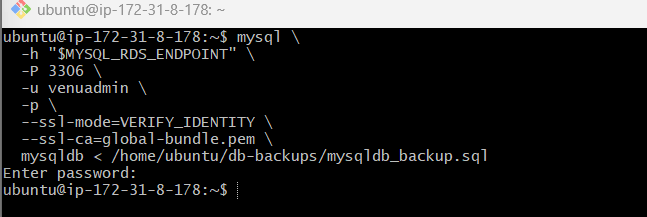 ubuntu@ip-172-31-8-178: ~
ubuntu@ip-172-31-8-178:~$ mysql \
  -h "$MYSQL_RDS_ENDPOINT" \
  -P 3306 \
  -u venuadmin \
  -p \
  --ssl-mode=VERIFY_IDENTITY \
  --ssl-ca=global-bundle.pem \
  mysqldb < /home/ubuntu/db-backups/mysqldb_backup.sql
Enter password:
ubuntu@ip-172-31-8-178:~$